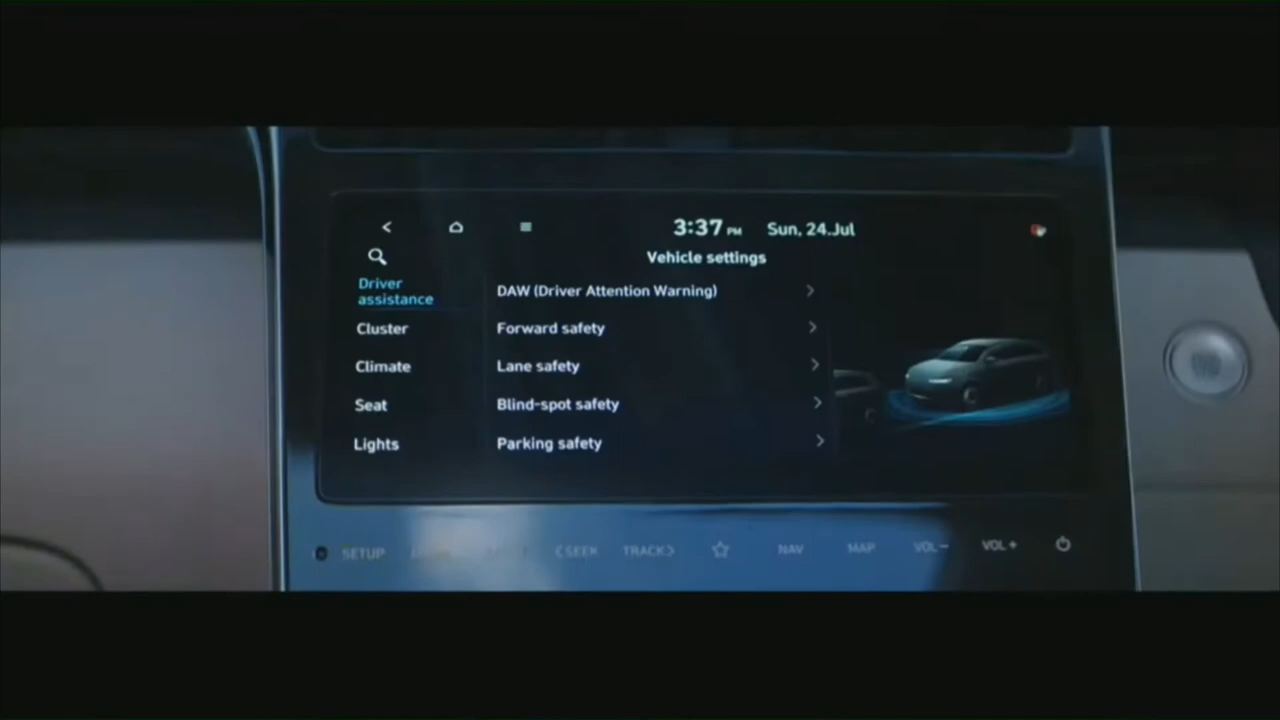 3:37 PM Sun, 24.Jul
Vehicle settings
Driver
assistance
Cluster
Climate
Seat
Lights
DAW (Driver Attention Warning)
Forward safety
Lane safety
Blind-spot safety
Parking safety
SETUP <SEEK TRACK> ☆ NAV MAP VOL- VOL+